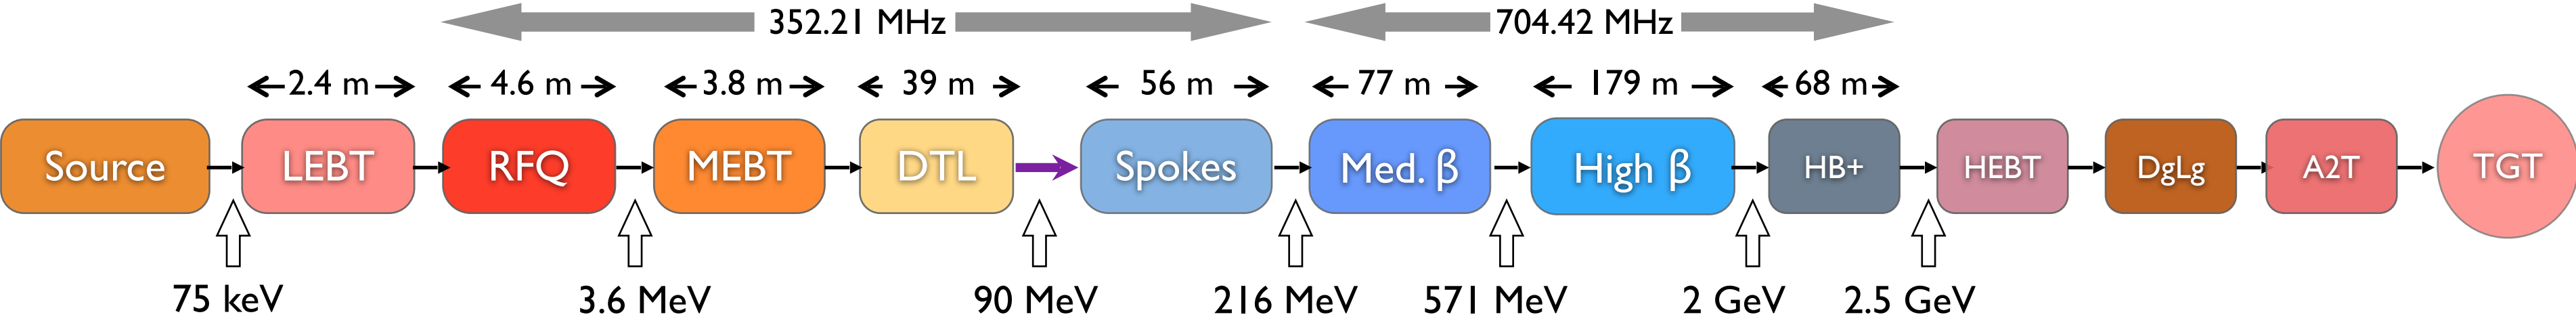 352.21 MHz 704.42 MHz
2.4 m 4.6 m 3.8 m 39 m 56 m 77 m 179 m 68 m
Source LEBT RFQ MEBT DTL Spokes Med. β High β HB+ HEBT DgLg A2T TGT
75 keV 3.6 MeV 90 MeV 216 MeV 571 MeV 2 GeV 2.5 GeV